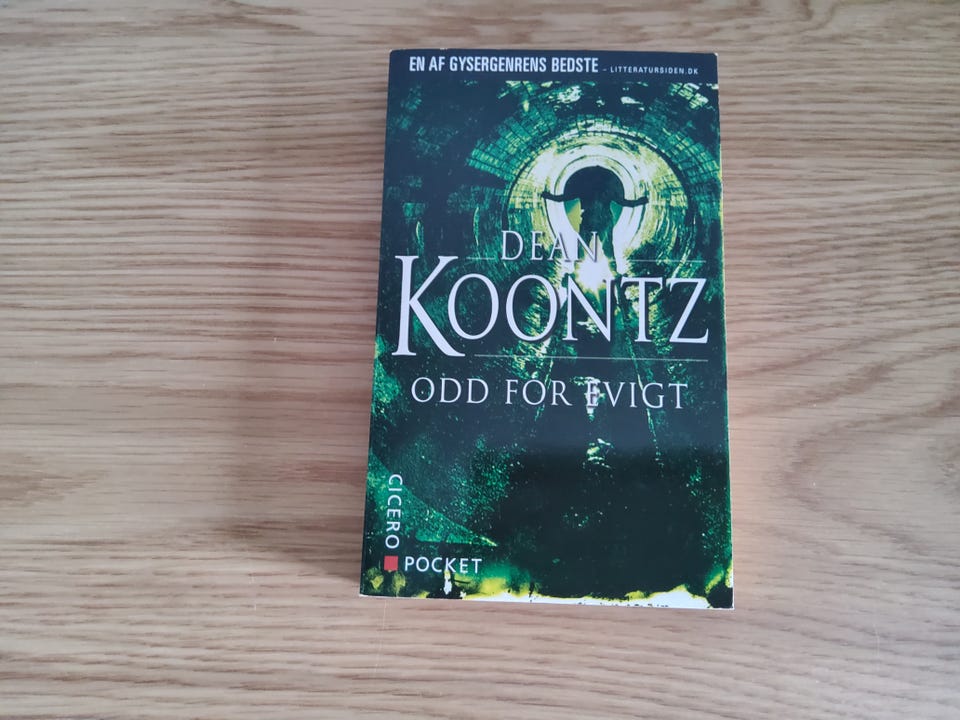 EN AF GYSERGENRENS BEDSTE - LITTERATURSIDEN.DK
DEAN
KOONTZ
ODD FOR EVIGT
CICERO
POCKET